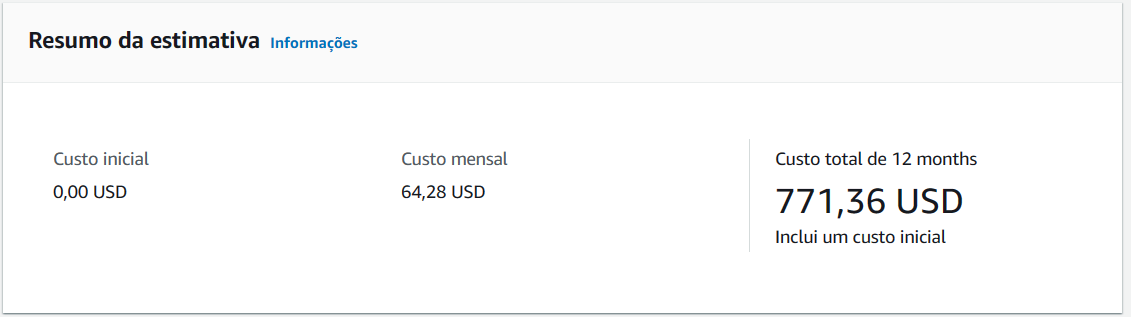 Resumo da estimativa Informações
Custo inicial
0,00 USD
Custo mensal
64,28 USD
Custo total de 12 months
771,36 USD
Inclui um custo inicial